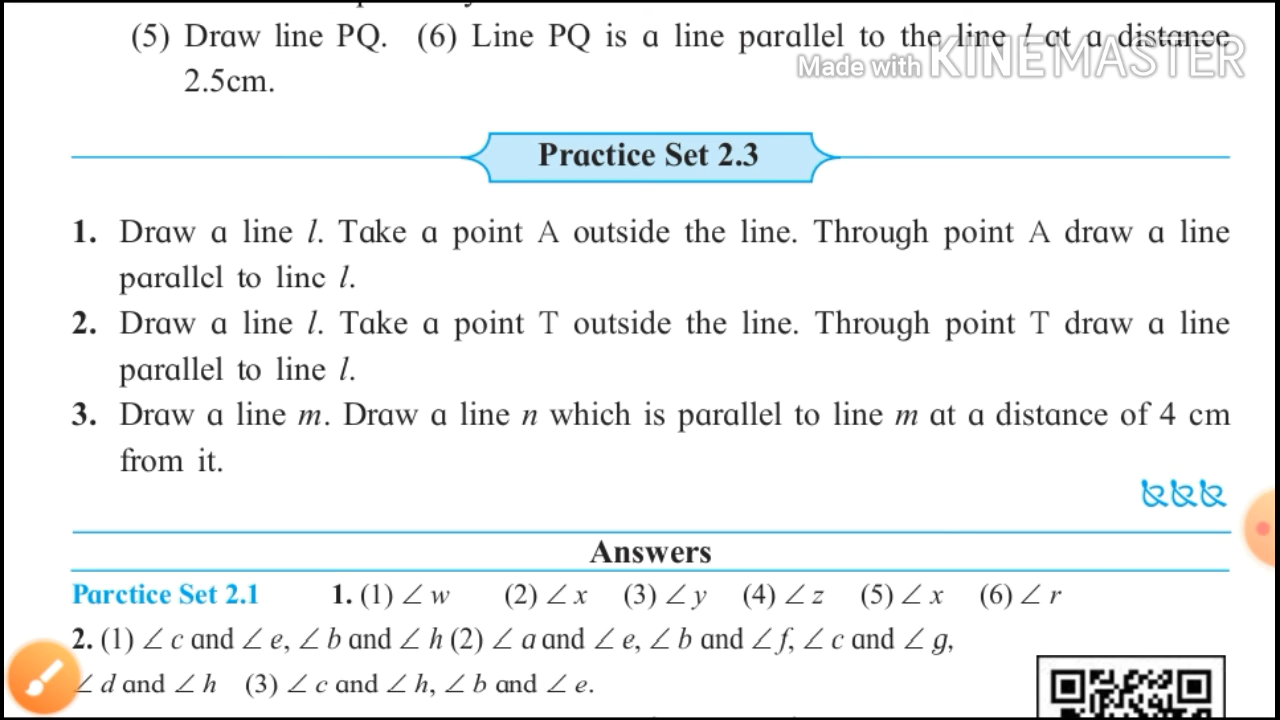 (5) Draw line PQ. (6) Line PQ is a line parallel to the line l at a distance
Made with KINEMASTER
2.5cm.
Practice Set 2.3
1. Draw a line l. Take a point A outside the line. Through point A draw a line
parallel to line l.
2. Draw a line l. Take a point T outside the line. Through point T draw a line
parallel to line l.
3. Draw a line m. Draw a line n which is parallel to line m at a distance of 4 cm
from it.
Answers
Parctice Set 2.1 1. (1) ∠ w (2) ∠ x (3) ∠ y (4) ∠ z (5) ∠ x (6) ∠ r
2. (1) ∠ c and ∠ e, ∠ b and ∠ h (2) ∠ a and ∠ e, ∠ b and ∠ f, ∠ c and ∠ g,
∠ d and ∠ h (3) ∠ c and ∠ h, ∠ b and ∠ e.